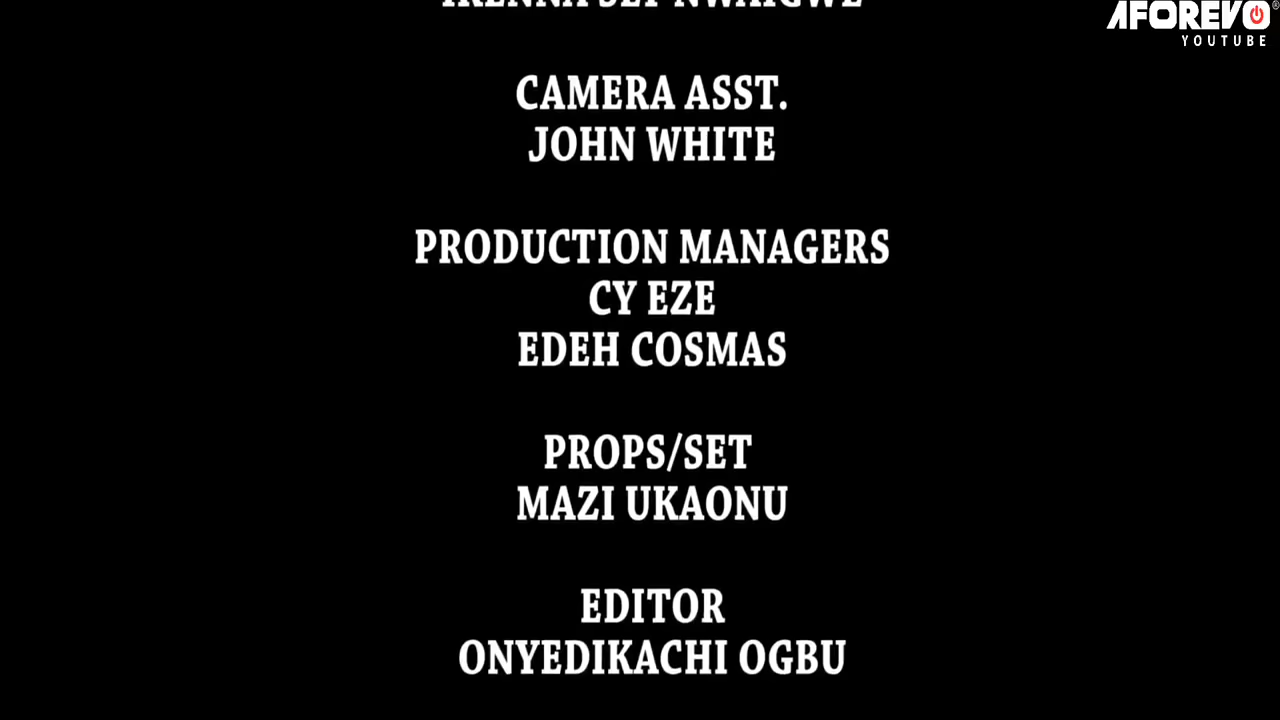 AFOREVO
YOUTUBE
CAMERA ASST.
JOHN WHITE
PRODUCTION MANAGERS
CY EZE
EDEH COSMAS
PROPS/SET
MAZI UKAONU
EDITOR
ONYEDIKACHI OGBU